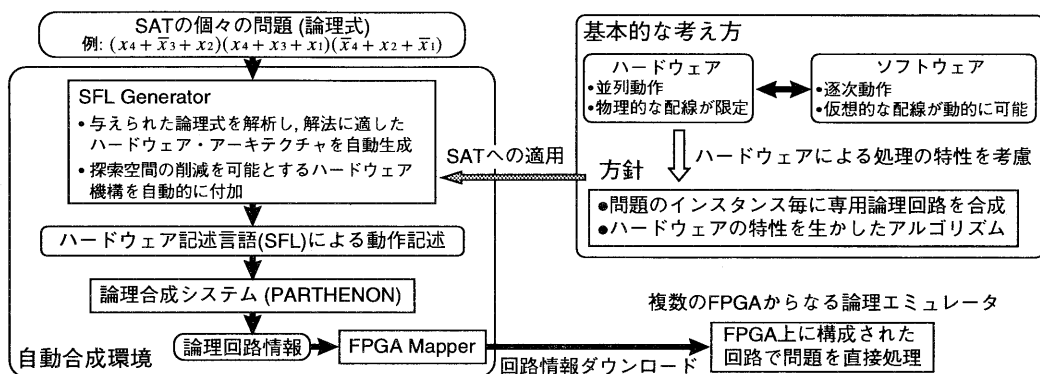 SATの個々の問題 (論理式)
例: (x₄ + x̅₃ + x₂)(x₄ + x₃ + x₁)(x̅₄ + x₂ + x̅₁)
SFL Generator
• 与えられた論理式を解析し, 解法に適した
ハードウェア・アーキテクチャを自動生成
• 探索空間の削減を可能とするハードウェア
機構を自動的に付加
ハードウェア記述言語(SFL)による動作記述
論理合成システム (PARTHENON)
論理回路情報
FPGA Mapper
自動合成環境
SATへの適用
基本的な考え方
ハードウェア
•並列動作
•物理的な配線が限定
ソフトウェア
•逐次動作
•仮想的な配線が動的に可能
ハードウェアによる処理の特性を考慮
方針
●問題のインスタンス毎に専用論理回路を合成
●ハードウェアの特性を生かしたアルゴリズム
複数のFPGAからなる論理エミュレータ
FPGA上に構成された
回路で問題を直接処理
回路情報ダウンロード